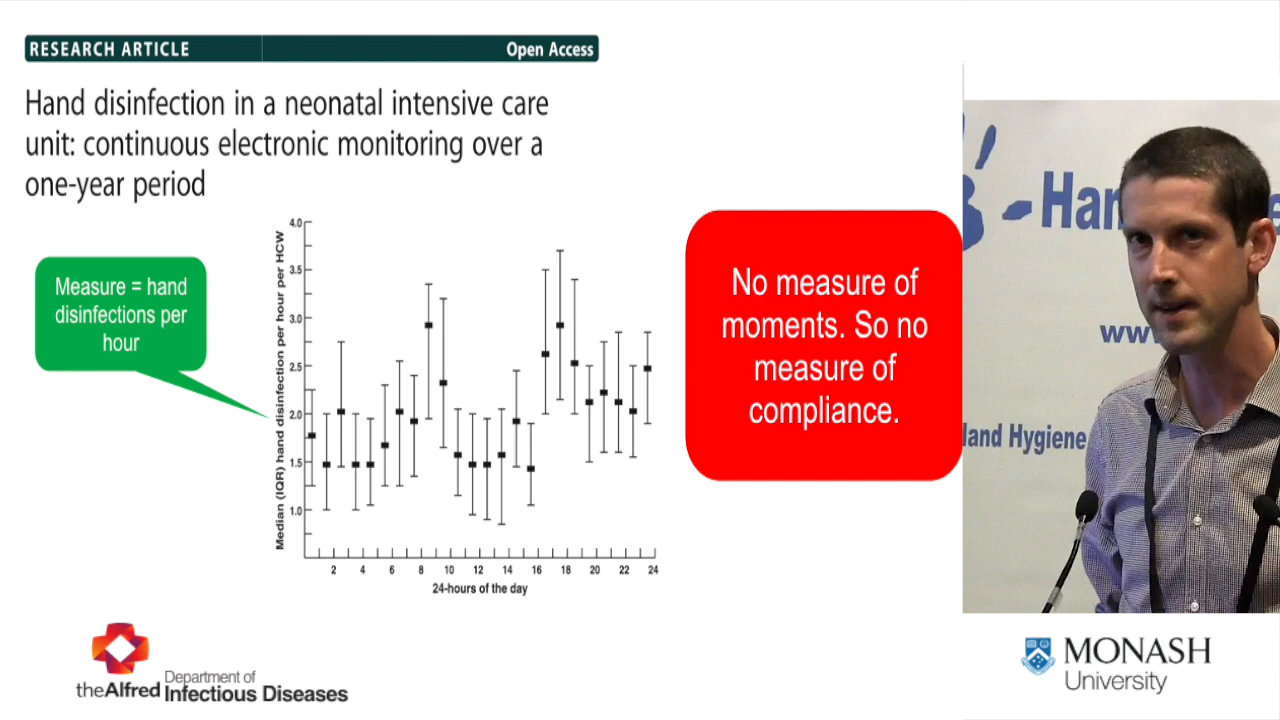 RESEARCH ARTICLE Open Access
Hand disinfection in a neonatal intensive care
unit: continuous electronic monitoring over a
one-year period
Measure = hand
disinfections per
hour
Median (IQR) hand disinfection per hour per HCW
4.0
3.5
3.0
2.5
2.0
1.5
1.0
2 4 6 8 10 12 14 16 18 20 22 24
24-hours of the day
No measure of
moments. So no
measure of
compliance.
www
Hygiene
theAlfred
Department of
Infectious Diseases
MONASH
University